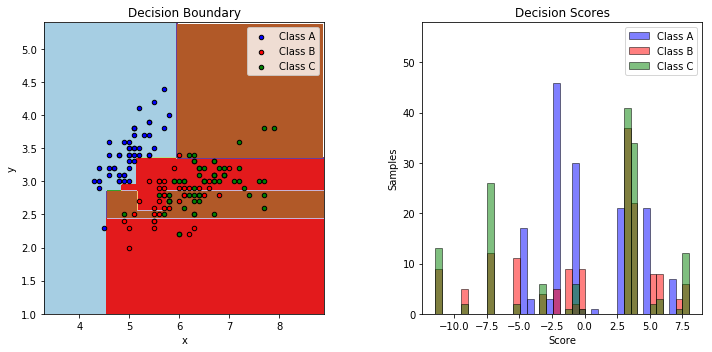 Decision Boundary
Class A
Class B
Class C
5.0
4.5
4.0
3.5
3.0
2.5
2.0
1.5
1.0
y
4
5
6
7
8
x
Decision Scores
Class A
Class B
Class C
50
40
30
20
10
0
Samples
−10.0
−7.5
−5.0
−2.5
0.0
2.5
5.0
7.5
Score